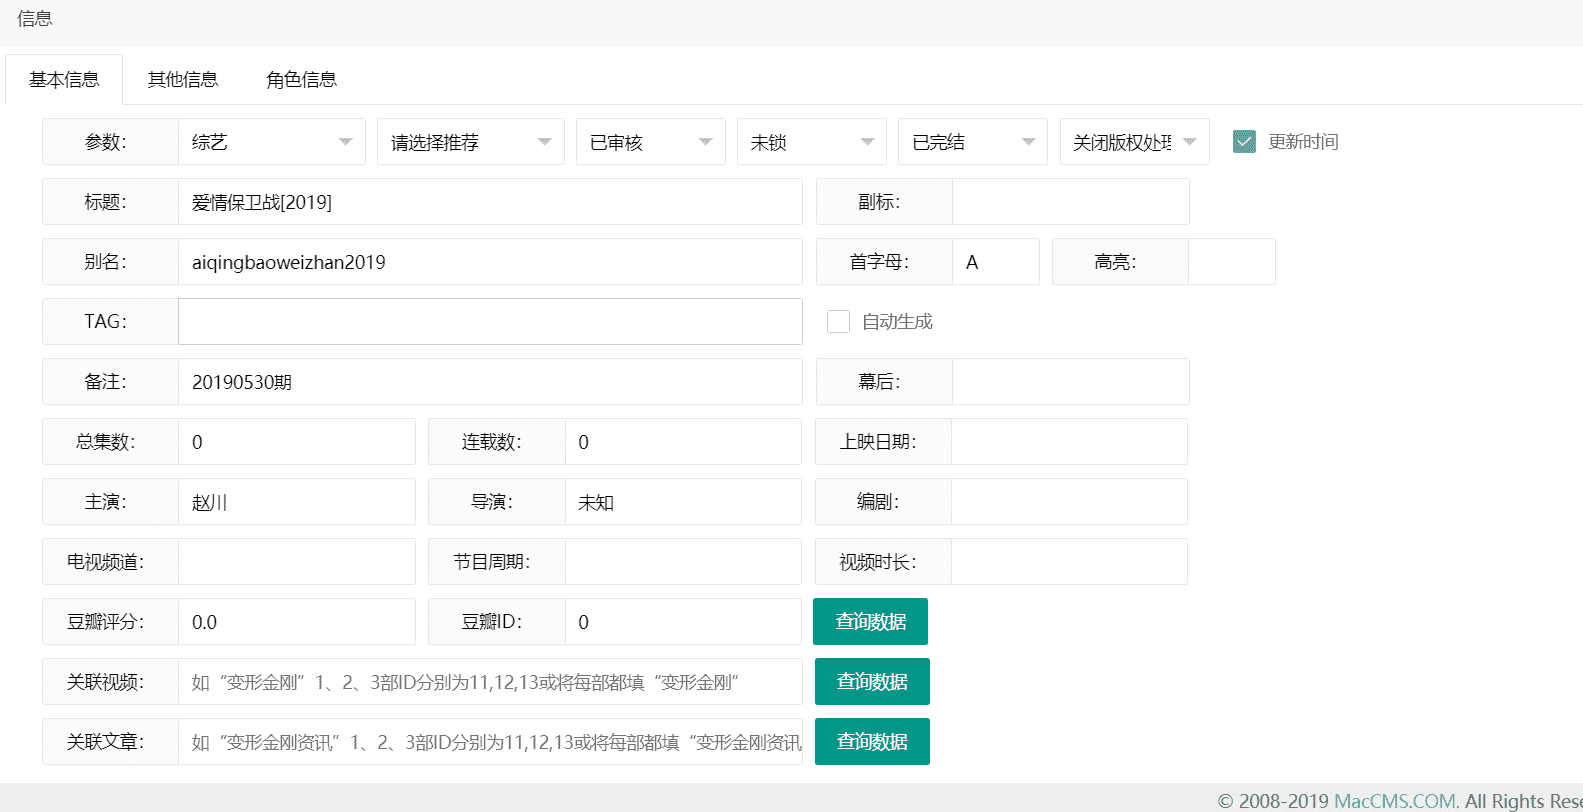 信息
基本信息 其他信息 角色信息
参数： 综艺 请选择推荐 已审核 未锁 已完结 关闭版权处理 更新时间
标题： 爱情保卫战[2019] 副标：
别名： aiqingbaoweizhan2019 首字母： A 高亮：
TAG： 自动生成
备注： 20190530期 幕后：
总集数： 0 连载数： 0 上映日期：
主演： 赵川 导演： 未知 编剧：
电视频道： 节目周期： 视频时长：
豆瓣评分： 0.0 豆瓣ID： 0 查询数据
关联视频： 如“变形金刚”1、2、3部ID分别为11,12,13或将每部都填“变形金刚“ 查询数据
关联文章： 如“变形金刚资讯”1、2、3部ID分别为11,12,13或将每部都填“变形金刚资讯 查询数据
© 2008-2019 MacCMS.COM. All Rights Rese